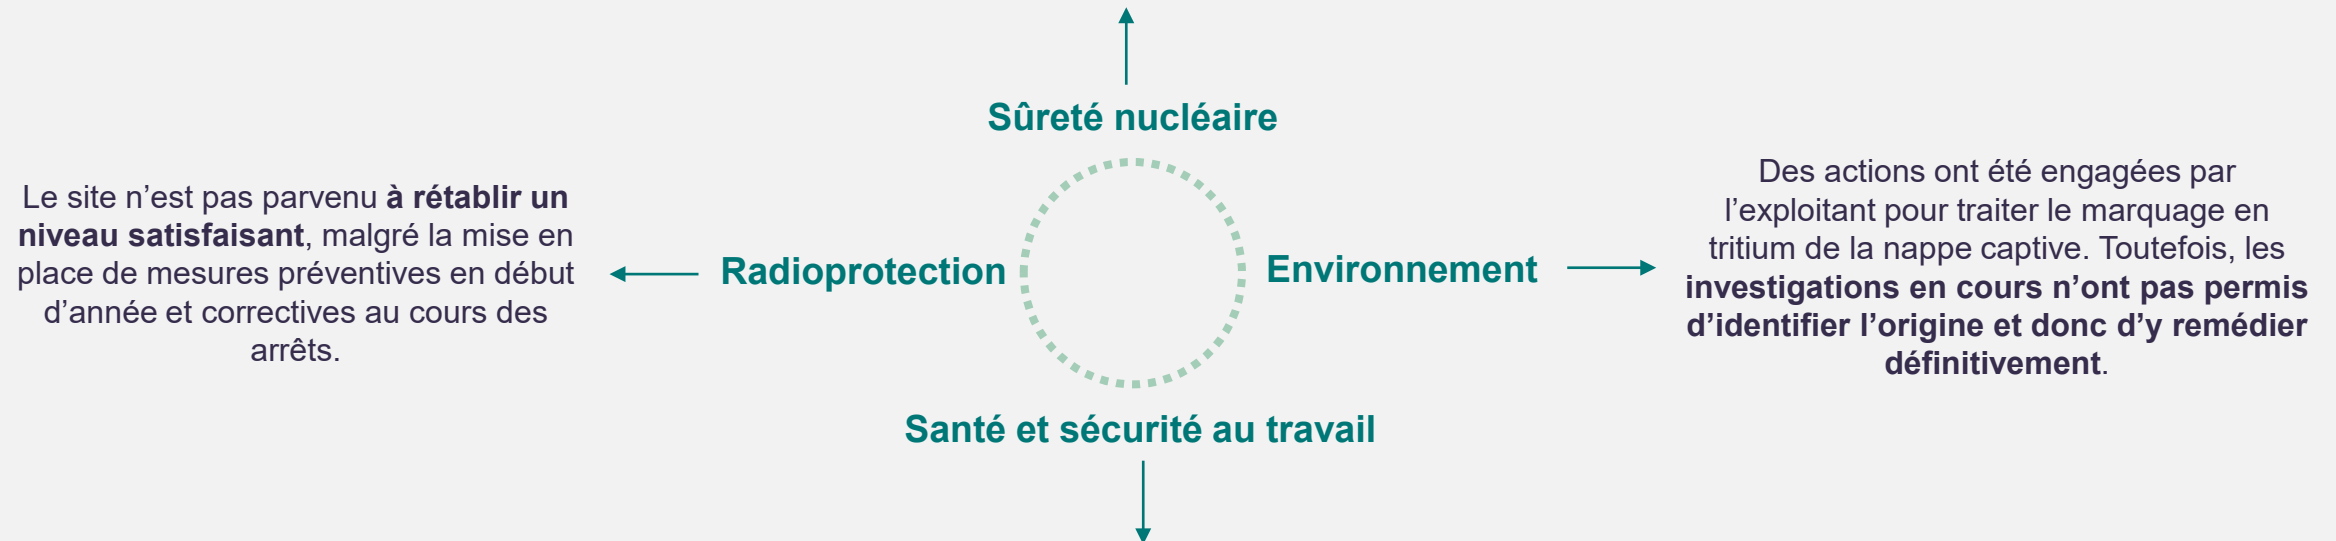 Sûreté nucléaire
Le site n’est pas parvenu à rétablir un
niveau satisfaisant, malgré la mise en
place de mesures préventives en début
d’année et correctives au cours des
arrêts.
Radioprotection
Environnement
Des actions ont été engagées par
l’exploitant pour traiter le marquage en
tritium de la nappe captive. Toutefois, les
investigations en cours n’ont pas permis
d’identifier l’origine et donc d’y remédier
définitivement.
Santé et sécurité au travail